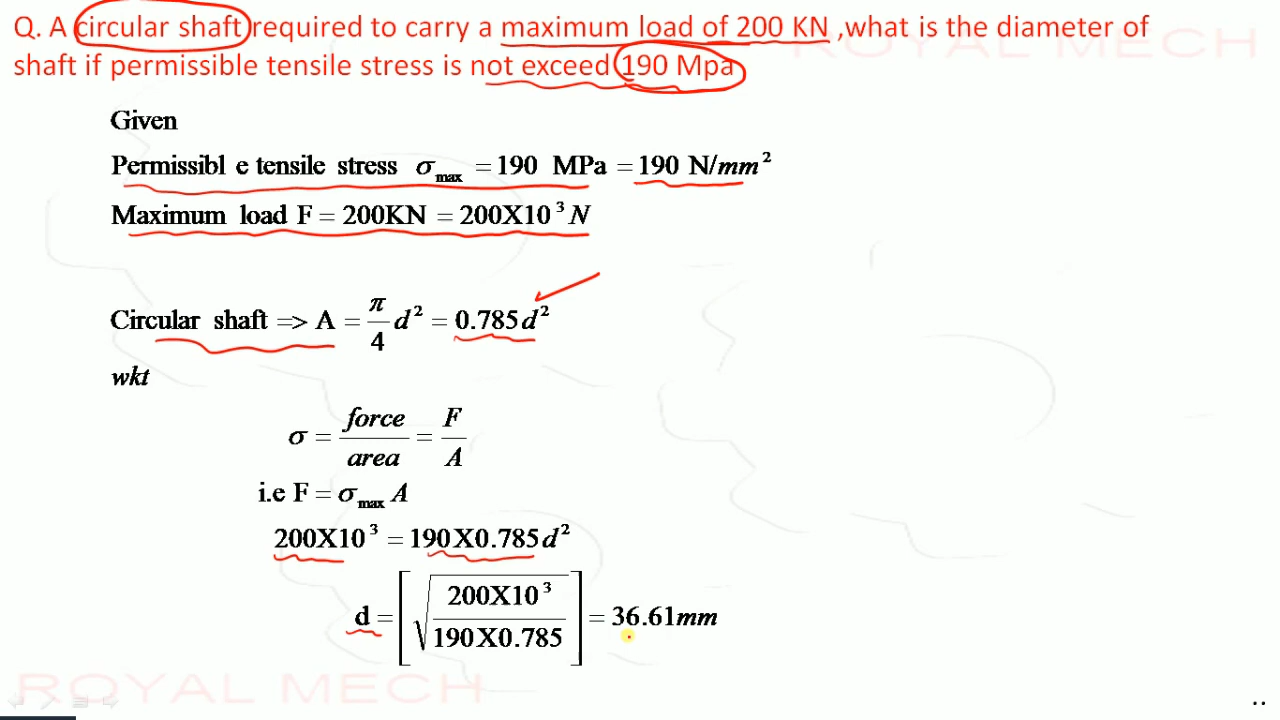 Q. A circular shaft required to carry a maximum load of 200 KN ,what is the diameter of
shaft if permissible tensile stress is not exceed 190 Mpa
ROYAL MECH
Given
Permissibl e tensile stress σ_max = 190 MPa = 190 N/mm²
Maximum load F = 200KN = 200X10³ N
Circular shaft => A = π/4 d² = 0.785d²
wkt
σ = force/area = F/A
i.e F = σ_max A
200X10³ = 190X0.785d²
d = [√(200X10³/190X0.785)] = 36.61mm
ROYAL MECH
..